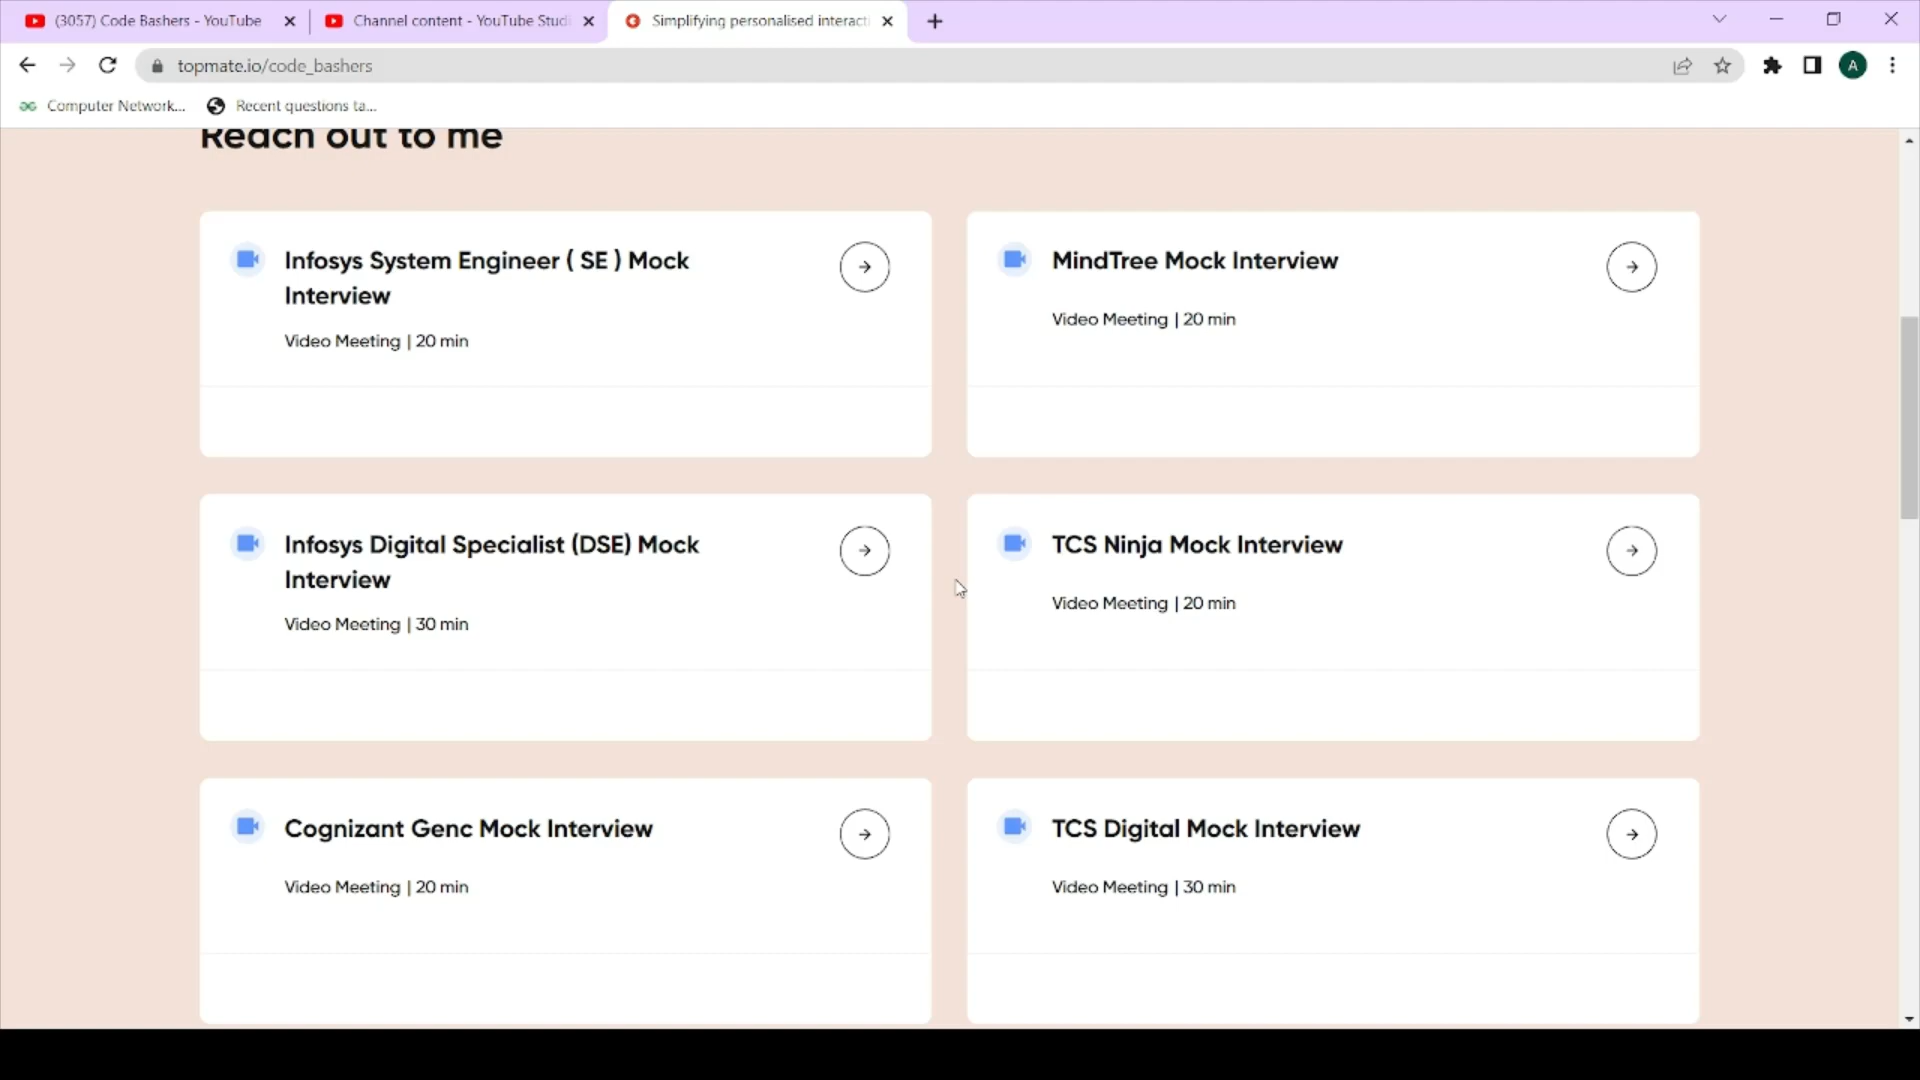 (3057) Code Bashers - YouTube
Channel content - YouTube Studi
Simplifying personalised interacti
topmate.io/code_bashers
A
Computer Network...
Recent questions ta...
Reach out to me
Infosys System Engineer ( SE ) Mock
Interview
Video Meeting | 20 min
MindTree Mock Interview
Video Meeting | 20 min
Infosys Digital Specialist (DSE) Mock
Interview
Video Meeting | 30 min
TCS Ninja Mock Interview
Video Meeting | 20 min
Cognizant Genc Mock Interview
Video Meeting | 20 min
TCS Digital Mock Interview
Video Meeting | 30 min